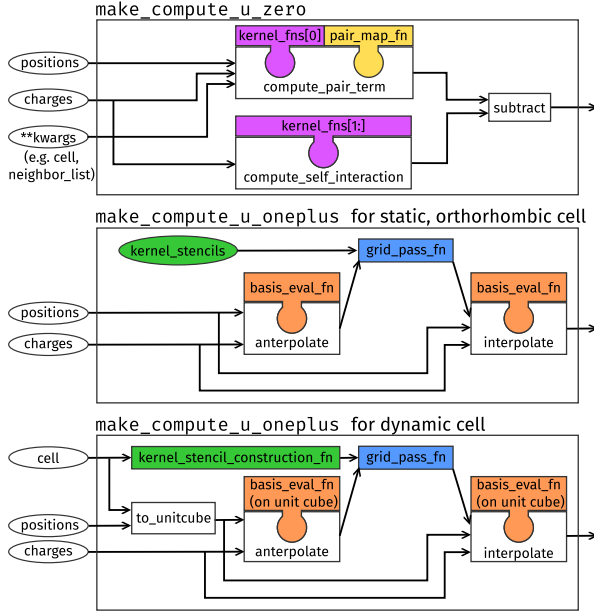 make_compute_u_zero
kernel_fns[0] pair_map_fn
positions
charges
compute_pair_term
subtract
**kwargs
(e.g. cell,
neighbor_list)
kernel_fns[1:]
compute_self_interaction
make_compute_u_oneplus for static, orthorhombic cell
kernel_stencils
grid_pass_fn
basis_eval_fn
basis_eval_fn
positions
charges
anterpolate
interpolate
make_compute_u_oneplus for dynamic cell
cell
kernel_stencil_construction_fn
grid_pass_fn
basis_eval_fn
(on unit cube)
basis_eval_fn
(on unit cube)
to_unitcube
positions
charges
anterpolate
interpolate